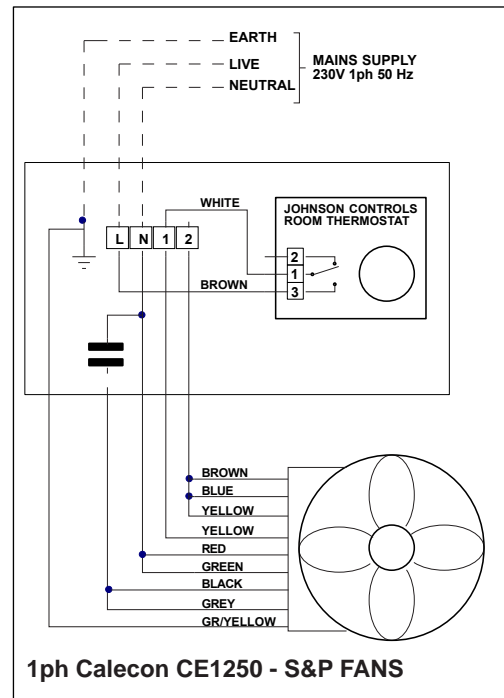 EARTH
LIVE
NEUTRAL
MAINS SUPPLY
230V 1ph 50 Hz
WHITE
JOHNSON CONTROLS
ROOM THERMOSTAT
L N 1 2
2
1
3
BROWN
BROWN
BLUE
YELLOW
YELLOW
RED
GREEN
BLACK
GREY
GR/YELLOW
1ph Calecon CE1250 - S&P FANS